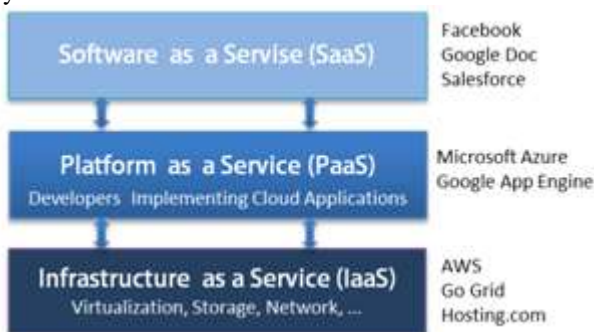 Software as a Servise (SaaS)
Facebook
Google Doc
Salesforce
Platform as a Service (PaaS)
Developers Implementing Cloud Applications
Microsoft Azure
Google App Engine
Infrastructure as a Service (IaaS)
Virtualization, Storage, Network, ...
AWS
Go Grid
Hosting.com